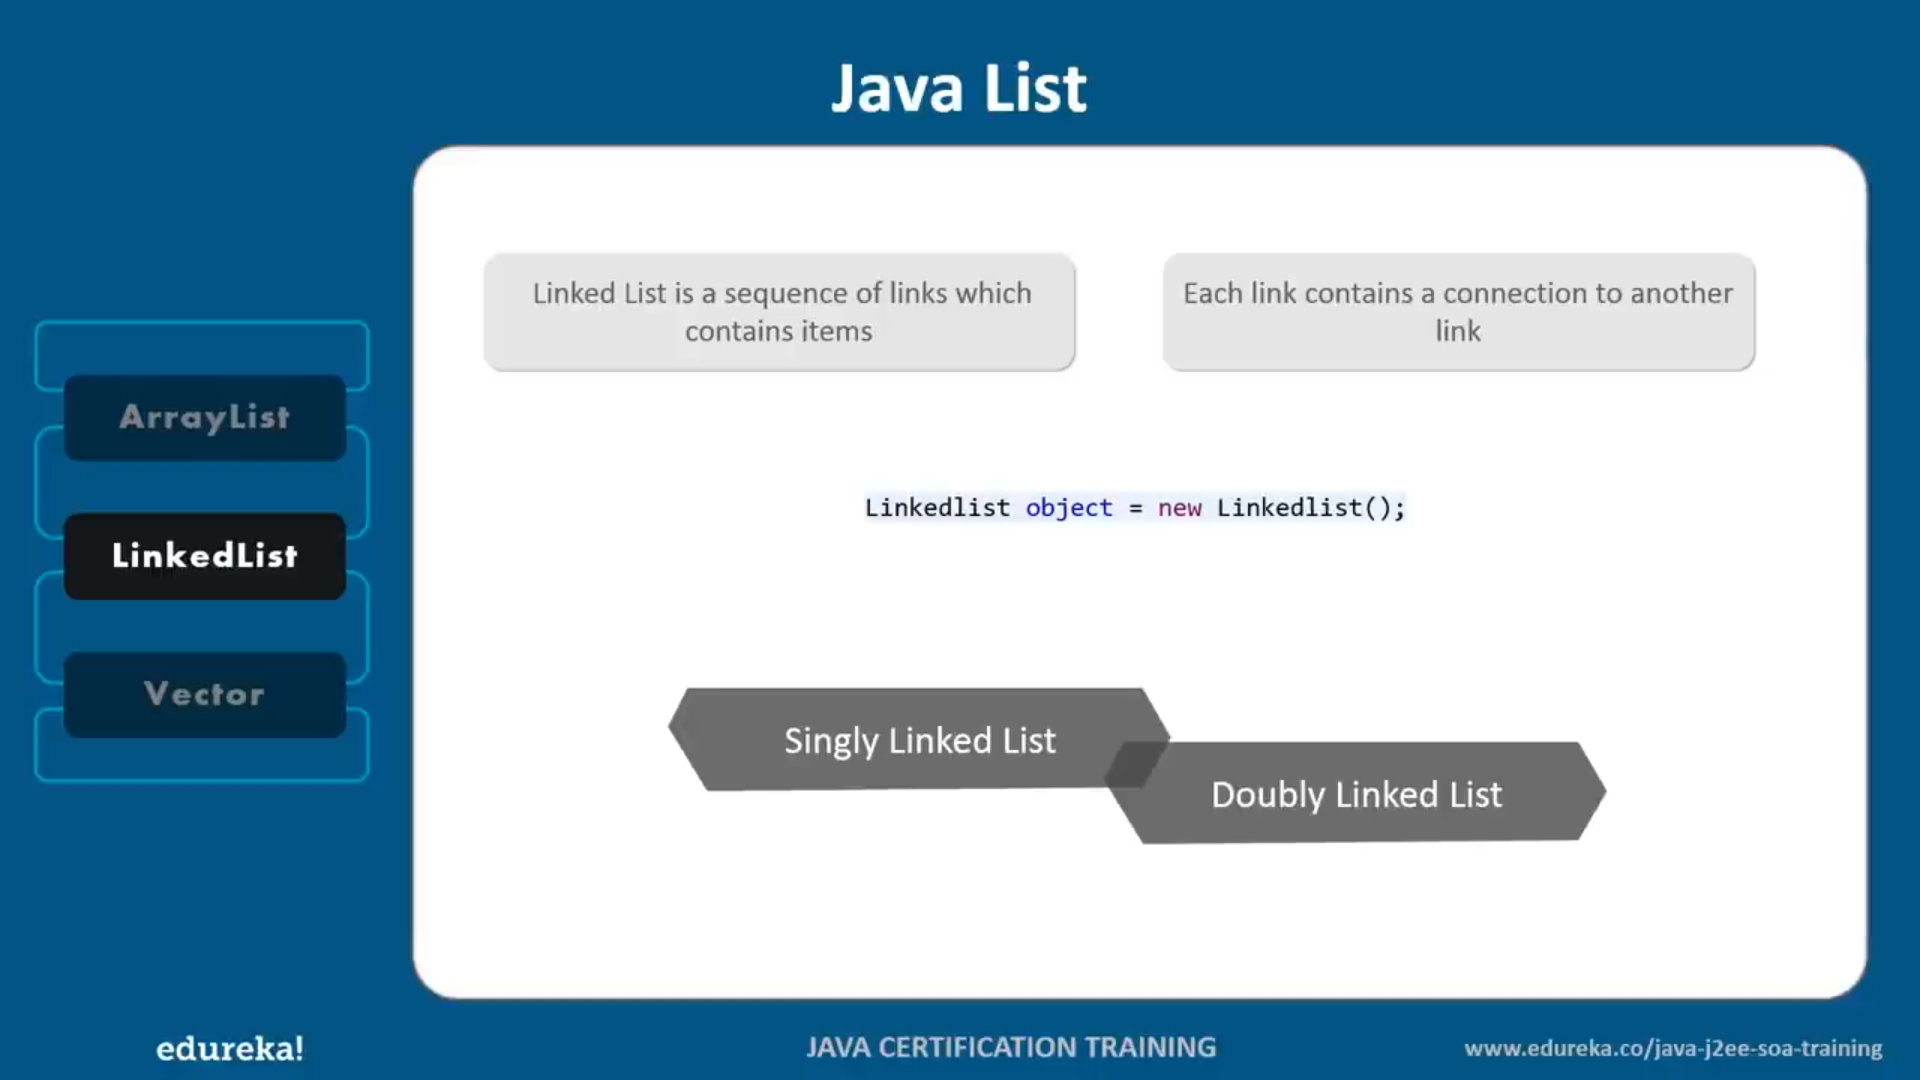 Java List
Linked List is a sequence of links which
contains items
Each link contains a connection to another
link
ArrayList
LinkedList
Vector
Linkedlist object = new Linkedlist();
Singly Linked List
Doubly Linked List
edureka!
JAVA CERTIFICATION TRAINING
www.edureka.co/java-j2ee-soa-training